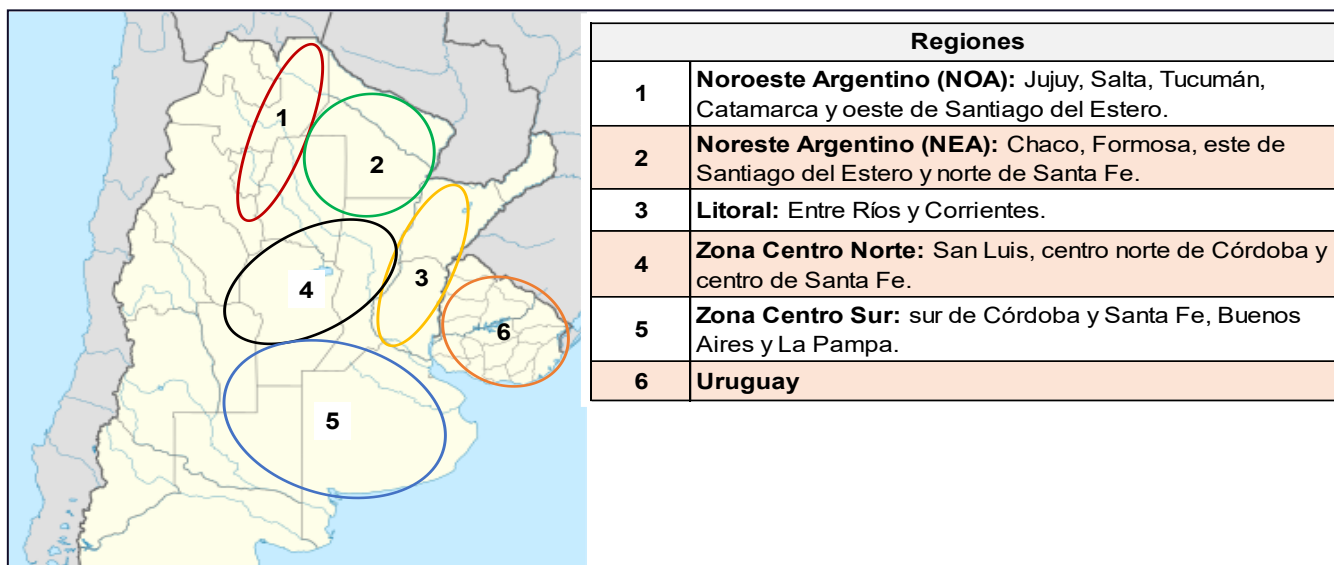 1
2
3
4
5
6
Regiones
1 Noroeste Argentino (NOA): Jujuy, Salta, Tucumán,
Catamarca y oeste de Santiago del Estero.
2 Noreste Argentino (NEA): Chaco, Formosa, este de
Santiago del Estero y norte de Santa Fe.
3 Litoral: Entre Ríos y Corrientes.
4 Zona Centro Norte: San Luis, centro norte de Córdoba y
centro de Santa Fe.
5 Zona Centro Sur: sur de Córdoba y Santa Fe, Buenos
Aires y La Pampa.
6 Uruguay